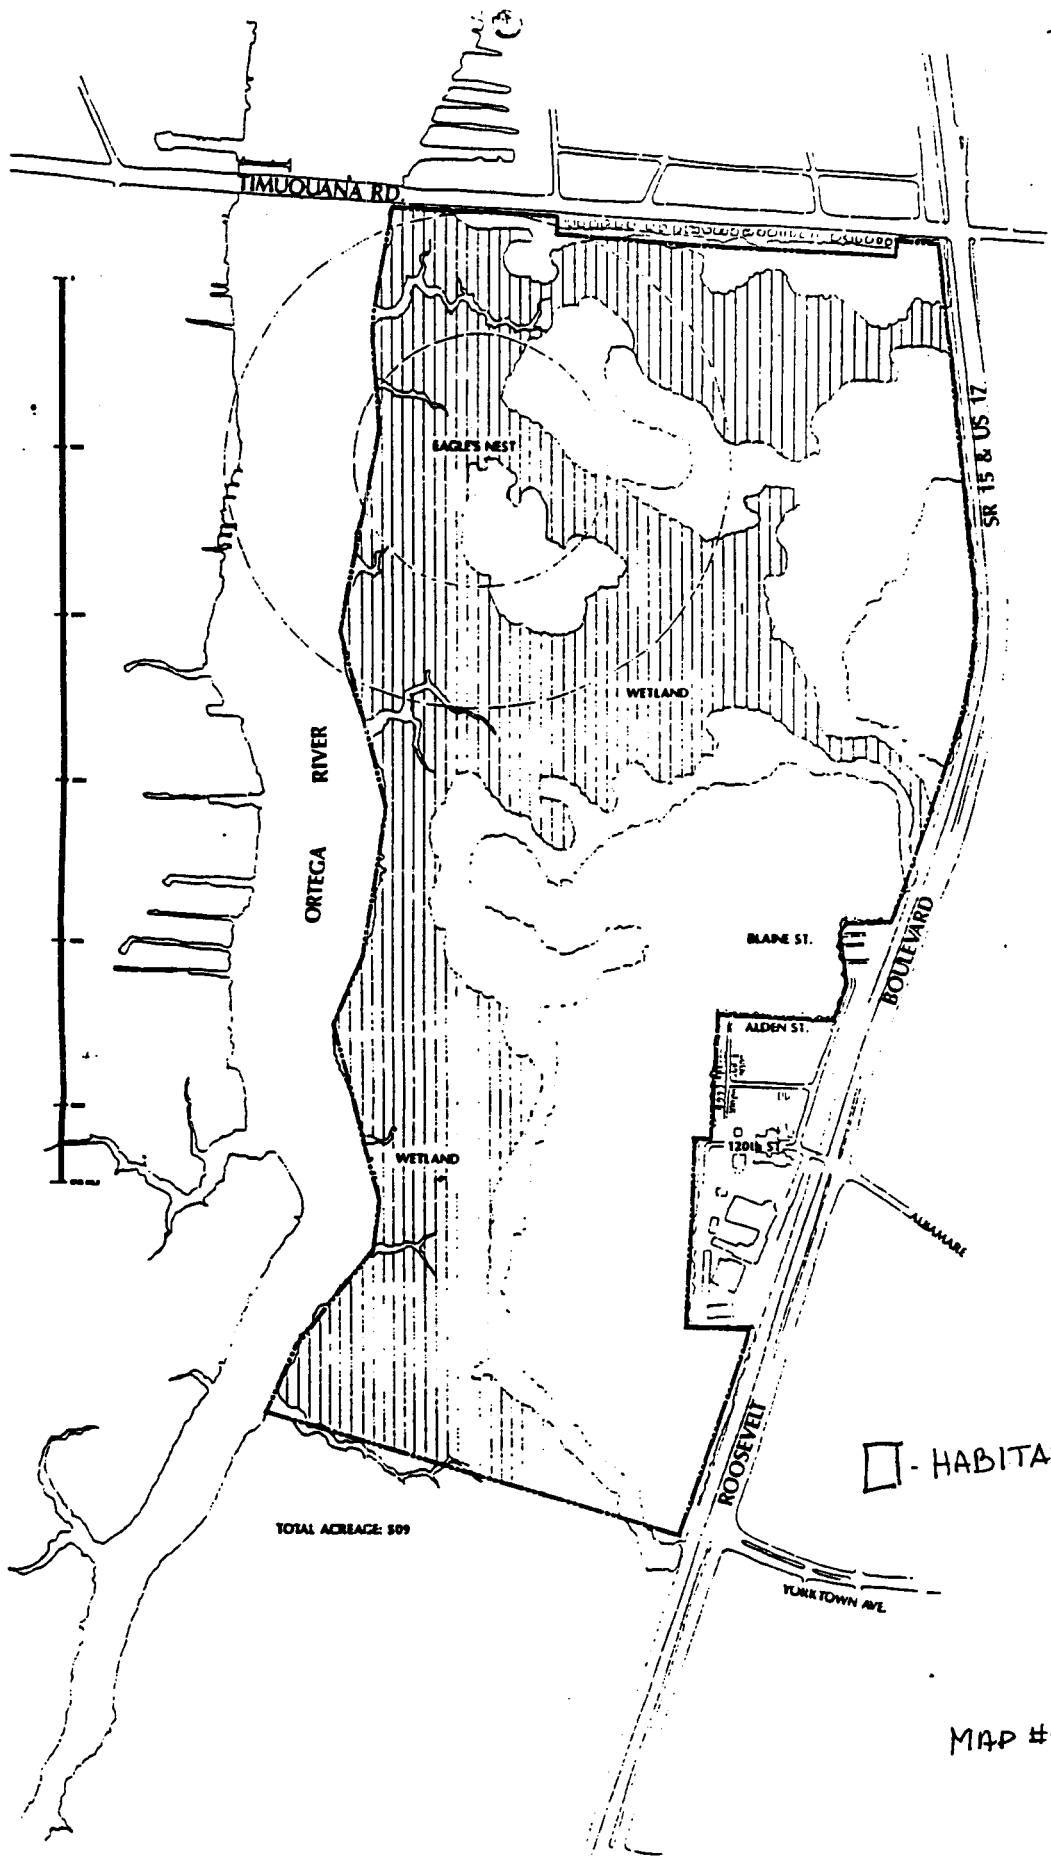 TIMUQUANA RD.
EAGLE'S NEST
SR 15 & US 17
WETLAND
ORTEGA RIVER
BLAINE ST.
BOULEVARD
ALDEN ST.
120th ST.
WETLAND
ROOSEVELT
- HABITA
TOTAL ACREAGE: 509
YORKTOWN AVE.
MAP #